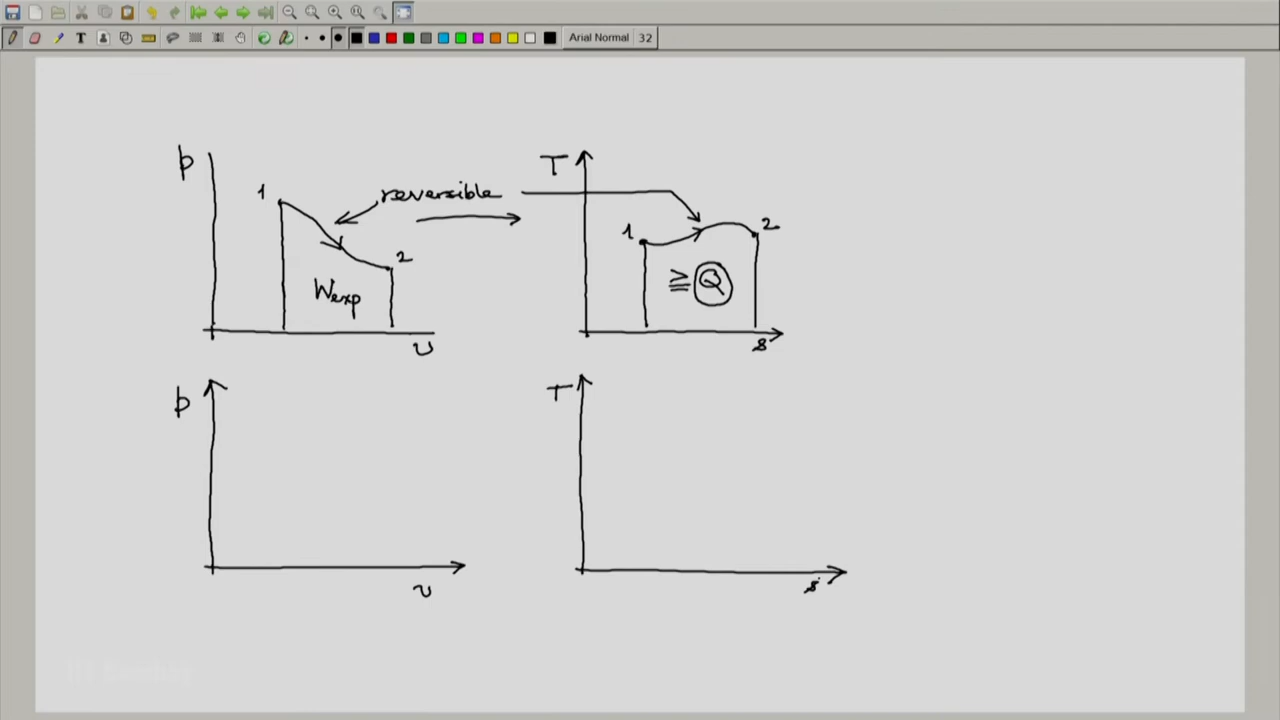 Arial Normal 32
p
1
reversible
2
Wexp
v
T
1
2
≧ Q
s
p
v
T
s